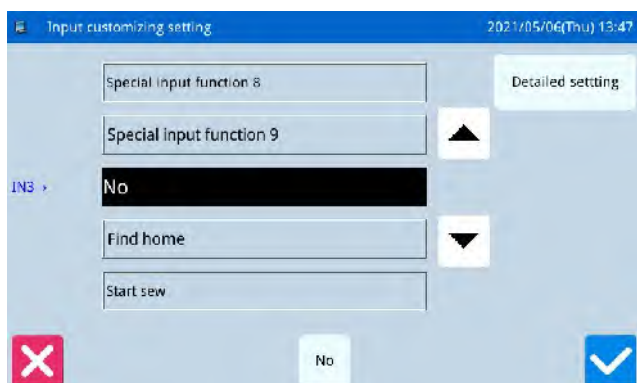 Input customizing setting
2021/05/06(Thu) 13:47
Special input function 8
Detailed settting
Special input function 9
IN3 ›
No
Find home
Start sew
No